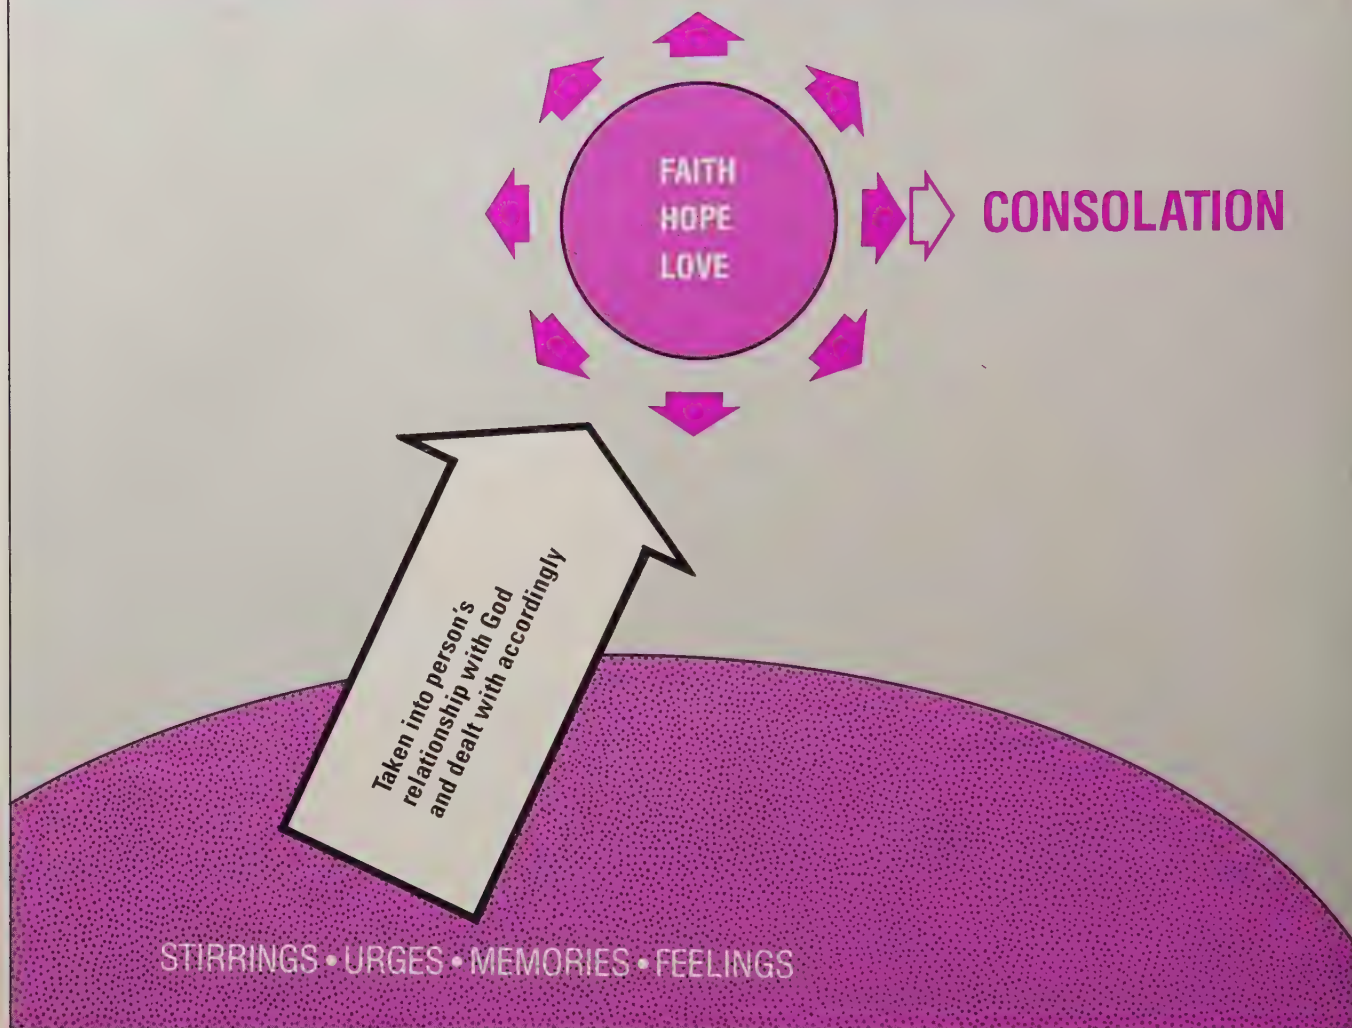 FAITH
HOPE
LOVE
CONSOLATION
Taken into person's
relationship with God
and dealt with accordingly
STIRRINGS • URGES • MEMORIES • FEELINGS